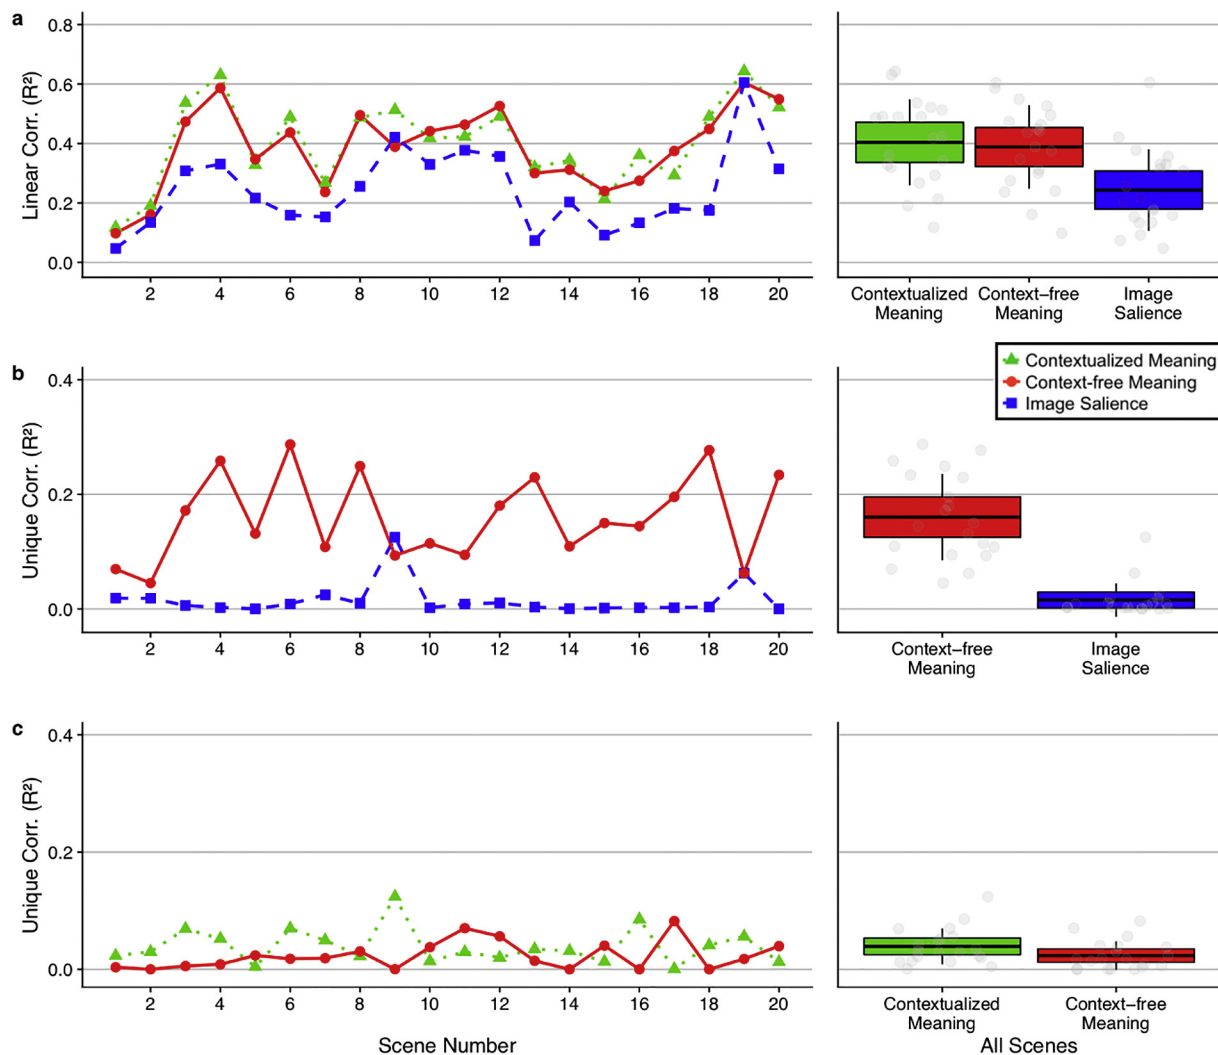 a
Linear Corr. (R²)
0.8
0.6
0.4
0.2
0.0
2 4 6 8 10 12 14 16 18 20
Contextualized Meaning
Context−free Meaning
Image Salience
Contextualized Meaning
Context-free Meaning
Image Salience
b
Unique Corr. (R²)
0.4
0.2
0.0
2 4 6 8 10 12 14 16 18 20
Context−free Meaning
Image Salience
c
Unique Corr. (R²)
0.4
0.2
0.0
2 4 6 8 10 12 14 16 18 20
Contextualized Meaning
Context−free Meaning
Scene Number
All Scenes